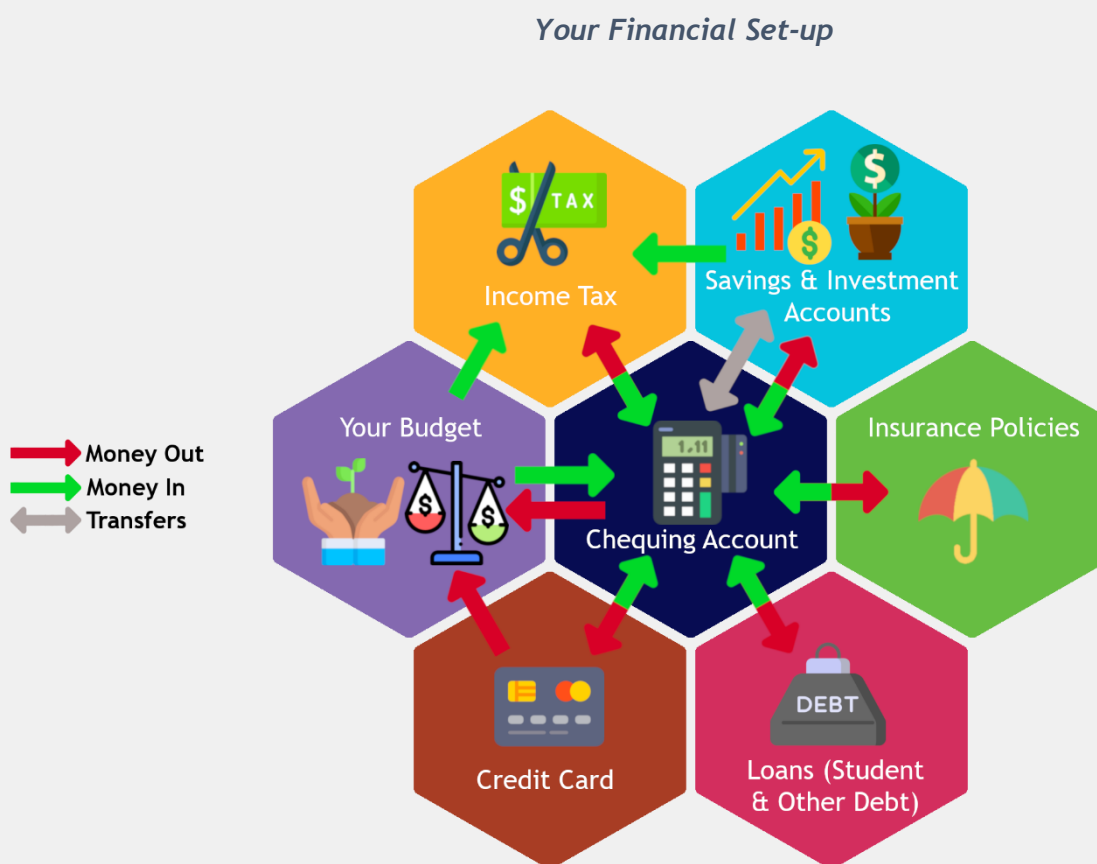 Your Financial Set-up
$ TAX
Income Tax
$
$
Savings & Investment
Accounts
Your Budget
$
$
1,11
Chequing Account
Insurance Policies
Money Out
Money In
Transfers
Credit Card
DEBT
Loans (Student
& Other Debt)